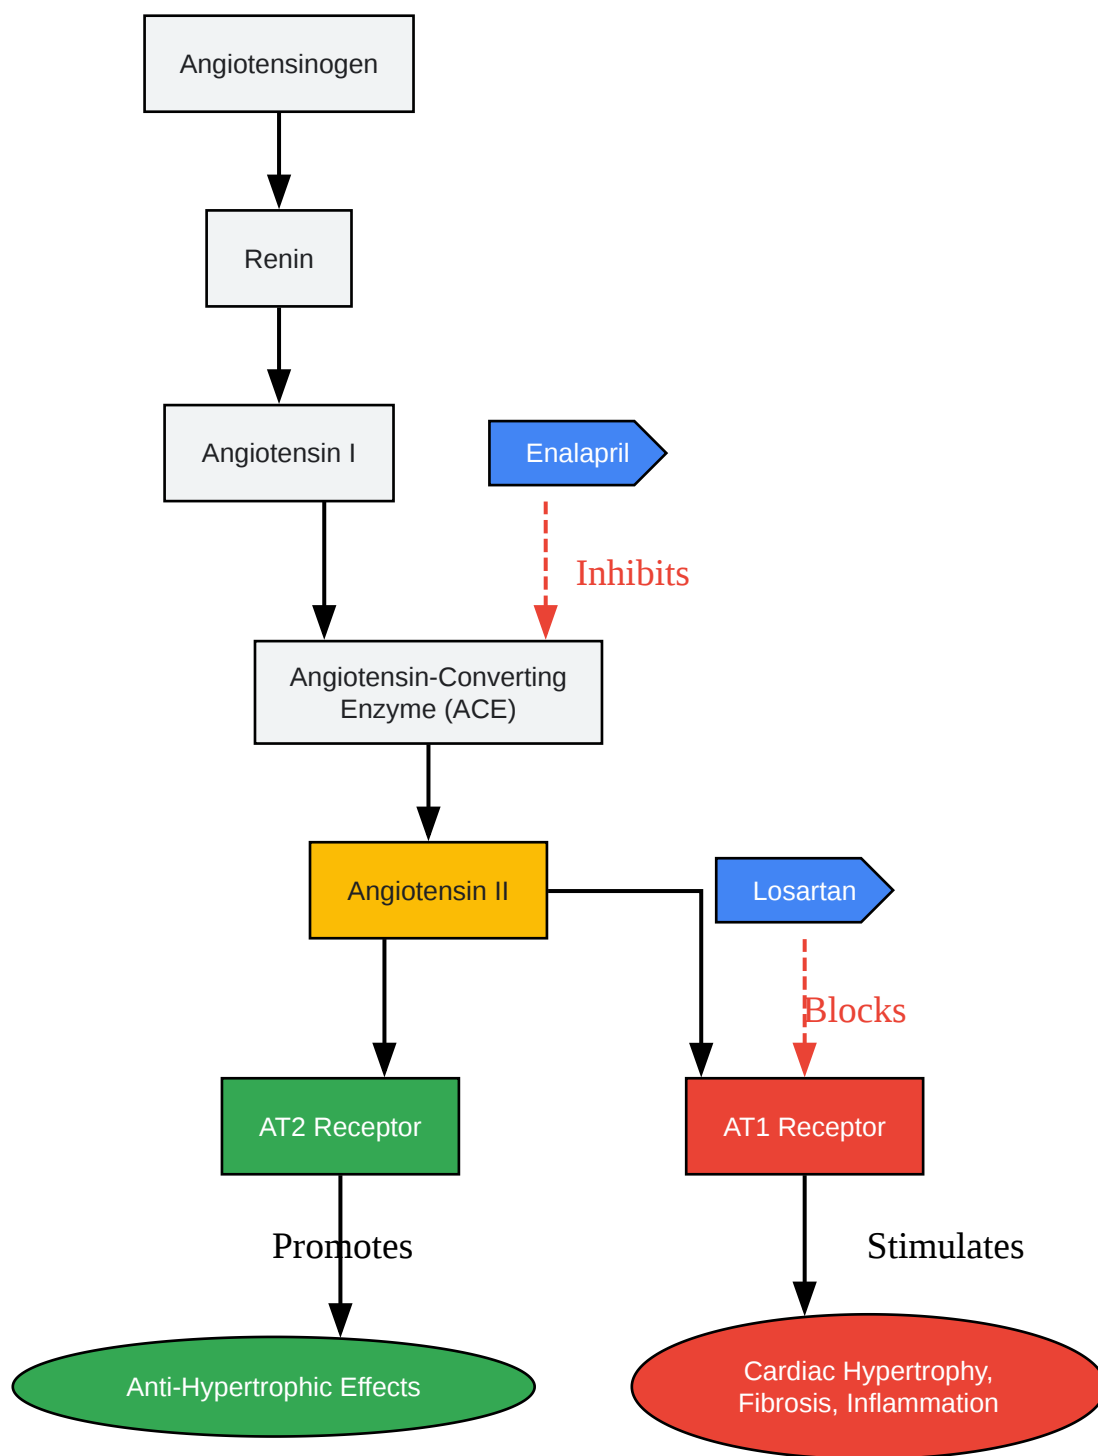 Angiotensinogen
Renin
Angiotensin I
Enalapril
Inhibits
Angiotensin-Converting
Enzyme (ACE)
Angiotensin II
Losartan
Blocks
AT2 Receptor
AT1 Receptor
Promotes
Stimulates
Anti-Hypertrophic Effects
Cardiac Hypertrophy,
Fibrosis, Inflammation